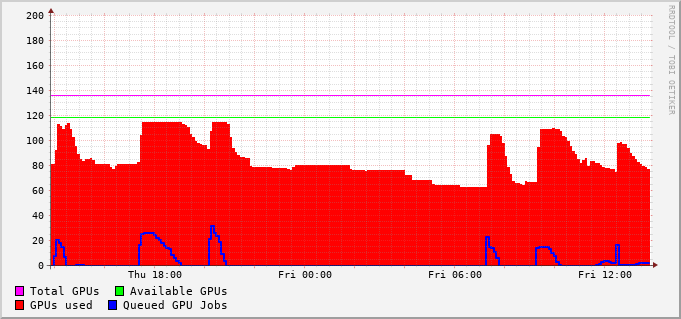 200
180
160
140
120
100
80
60
40
20
0
Thu 18:00 Fri 00:00 Fri 06:00 Fri 12:00
Total GPUs Available GPUs
GPUs used Queued GPU Jobs
RRDTOOL / TOBI OETIKER